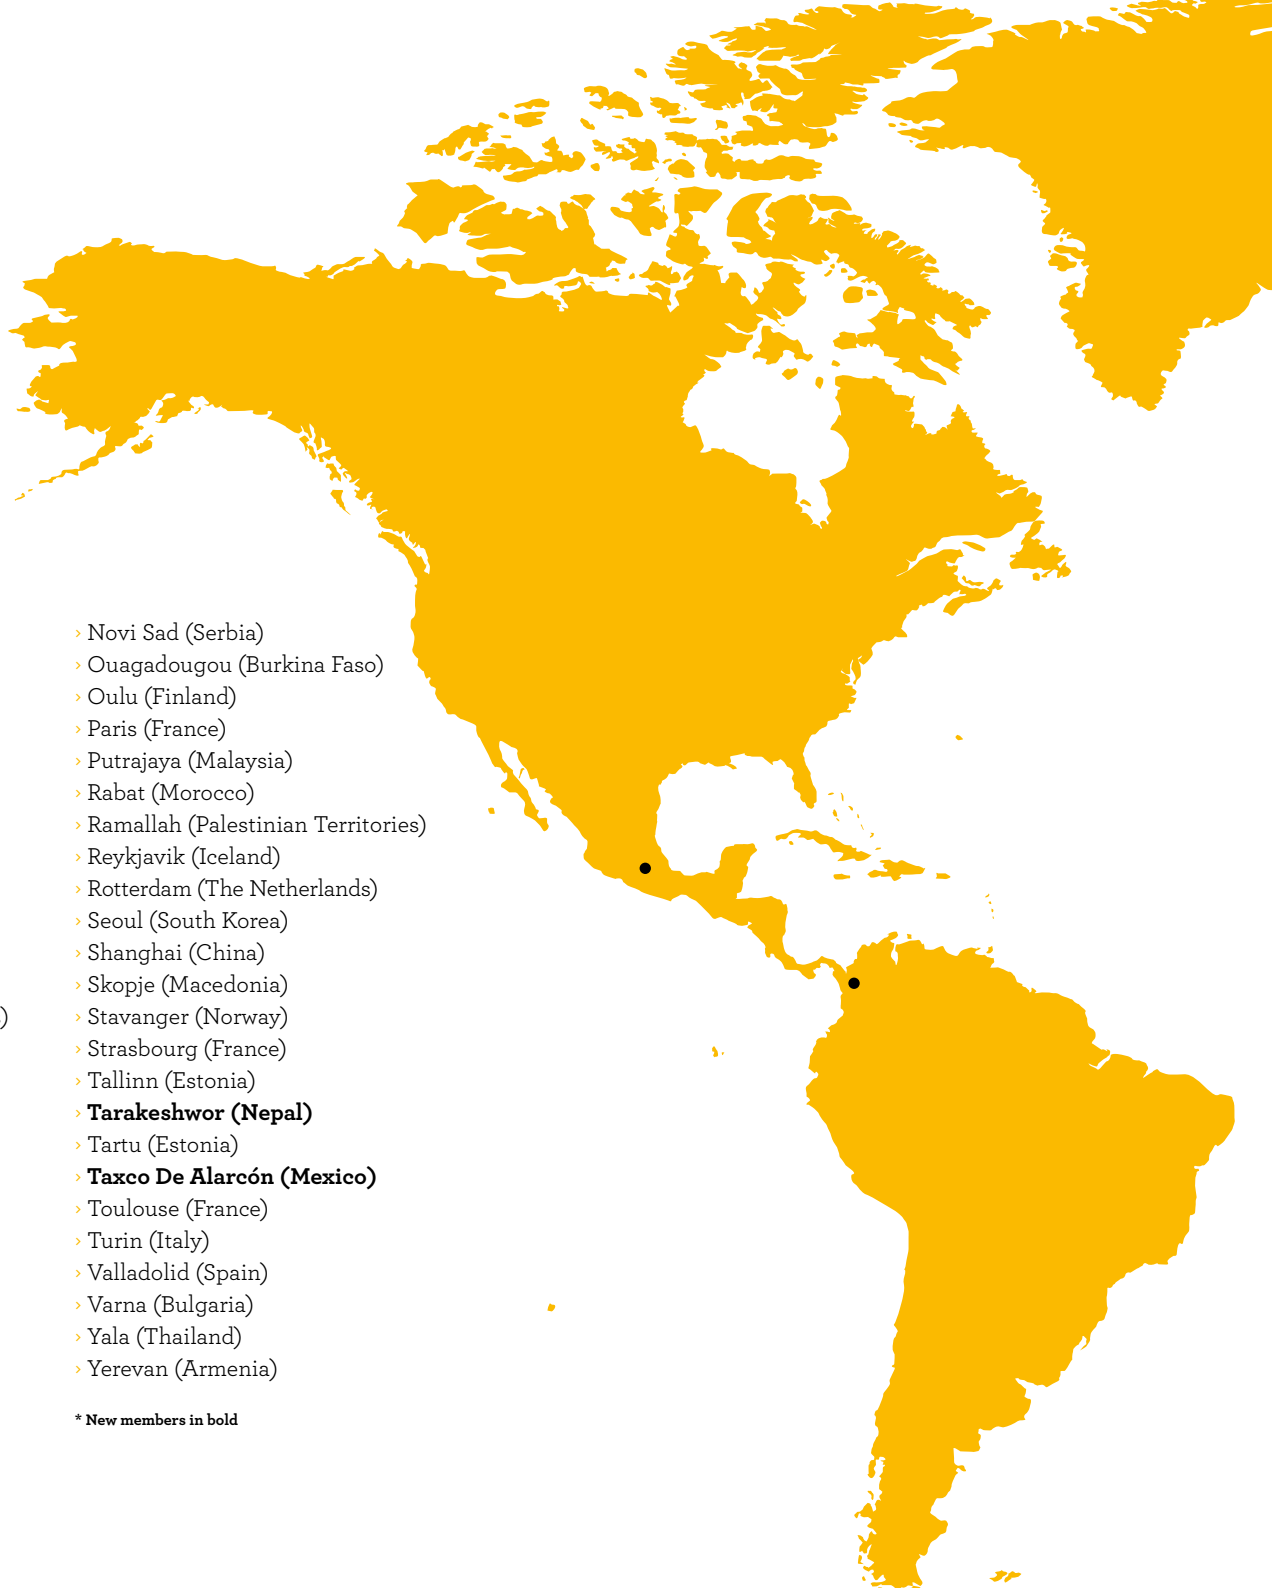 › Novi Sad (Serbia)
› Ouagadougou (Burkina Faso)
› Oulu (Finland)
› Paris (France)
› Putrajaya (Malaysia)
› Rabat (Morocco)
› Ramallah (Palestinian Territories)
› Reykjavik (Iceland)
› Rotterdam (The Netherlands)
› Seoul (South Korea)
› Shanghai (China)
› Skopje (Macedonia)
)
› Stavanger (Norway)
› Strasbourg (France)
› Tallinn (Estonia)
› Tarakeshwor (Nepal)
› Tartu (Estonia)
› Taxco De Alarcón (Mexico)
› Toulouse (France)
› Turin (Italy)
› Valladolid (Spain)
› Varna (Bulgaria)
› Yala (Thailand)
› Yerevan (Armenia)
* New members in bold